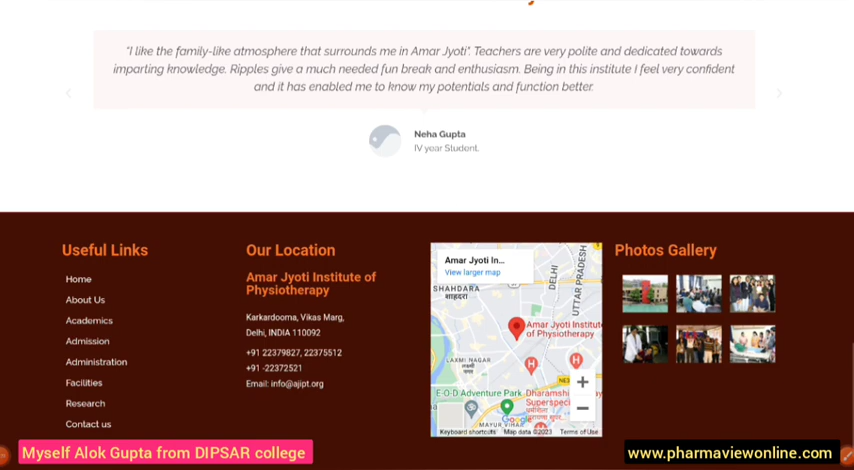 “I like the family-like atmosphere that surrounds me in Amar Jyoti”. Teachers are very polite and dedicated towards
imparting knowledge. Ripples give a much needed fun break and enthusiasm. Being in this institute I feel very confident
and it has enabled me to know my potentials and function better.
Neha Gupta
IV year Student.
Useful Links
Home
About Us
Academics
Admission
Administration
Facilities
Research
Contact us
Our Location
Amar Jyoti Institute of
Physiotherapy
Karkardooma, Vikas Marg,
Delhi, INDIA 110092
+91 22379827, 22375512
+91 -22372521
Email: info@ajipt.org
Amar Jyoti In...
View larger map
SHAHDARA
शाहदरा
DELHI
UTTAR PRADESH
Amar Jyoti Institute
of Physiotherapy
LAXMI NAGAR
H
H
NE3
E-O-D Adventure Park
Dharamshi
Superspeci
MAYUR VIHAR
Google
H
Keyboard shortcuts
Map data ©2023
Terms of Use
Photos Gallery
Myself Alok Gupta from DIPSAR college
www.pharmaviewonline.com